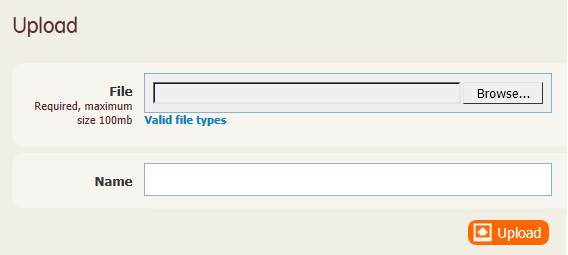 Upload
File
Required, maximum
size 100mb
Browse...
Valid file types
Name
Upload